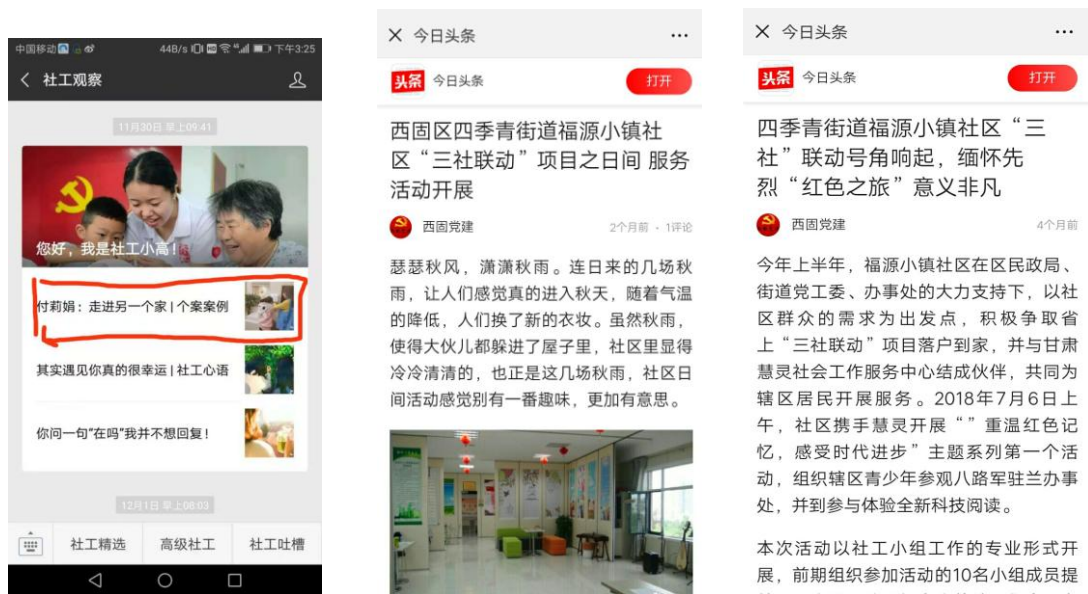 中国移动
44B/s
下午3:25
社工观察
11月30日 早上09:41
您好，我是社工小高！
付莉娟：走进另一个家 | 个案案例
其实遇见你真的很幸运 | 社工心语
你问一句“在吗”我并不想回复！
12月1日 早上08:03
社工精选
高级社工
社工吐槽
今日头条
头条
今日头条
打开
西固区四季青街道福源小镇社
区“三社联动”项目之日间 服务
活动开展
西固党建
2个月前 · 1评论
瑟瑟秋风，潇潇秋雨。连日来的几场秋
雨，让人们感觉真的进入秋天，随着气温
的降低，人们换了新的衣妆。虽然秋雨，
使得大伙儿都躲进了屋子里，社区里显得
冷冷清清的，也正是这几场秋雨，社区日
间活动感觉别有一番趣味，更加有意思。
今日头条
头条
今日头条
打开
四季青街道福源小镇社区“三
社”联动号角响起，缅怀先
烈“红色之旅”意义非凡
西固党建
4个月前
今年上半年，福源小镇社区在区民政局、
街道党工委、办事处的大力支持下，以社
区群众的需求为出发点，积极争取省
上“三社联动”项目落户到家，并与甘肃
慧灵社会工作服务中心结成伙伴，共同为
辖区居民开展服务。2018年7月6日上
午，社区携手慧灵开展“”重温红色记
忆，感受时代进步”主题系列第一个活
动，组织辖区青少年参观八路军驻兰办事
处，并到参与体验全新科技阅读。
本次活动以社工小组工作的专业形式开
展，前期组织参加活动的10名小组成员提